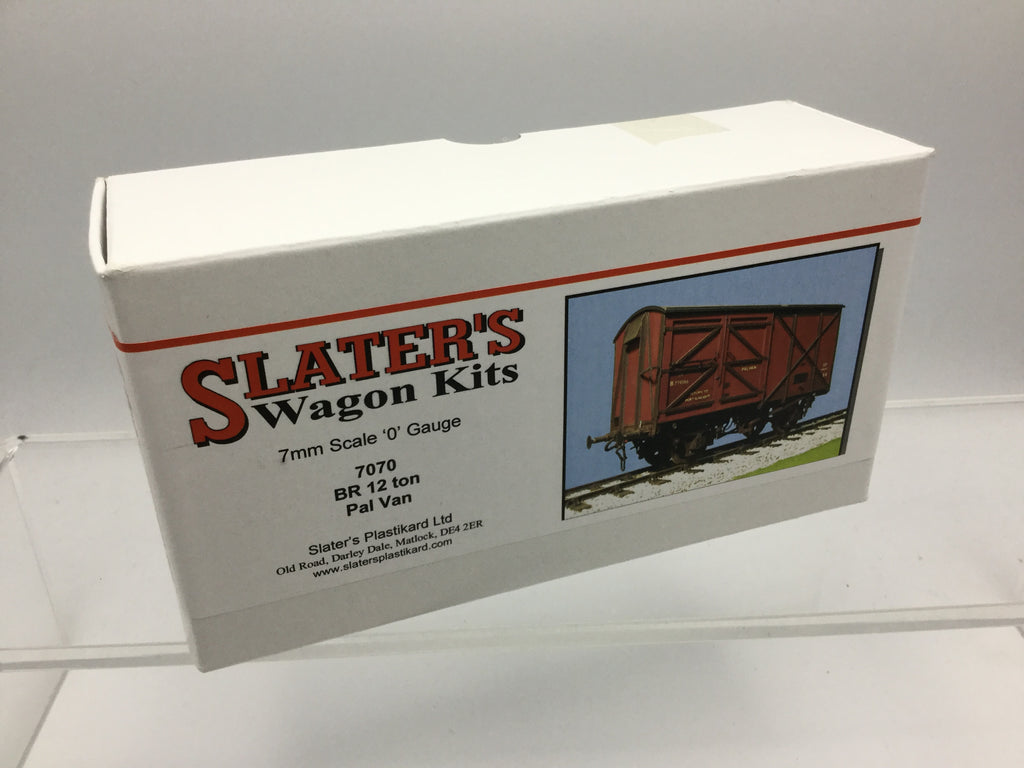 SLATER'S
Wagon Kits
7mm Scale ‘0’ Gauge
7070
BR 12 ton
Pal Van
Slater's Plastikard Ltd
Old Road, Darley Dale, Matlock, DE4 2ER
www.slatersplastikard.com
PALVAN